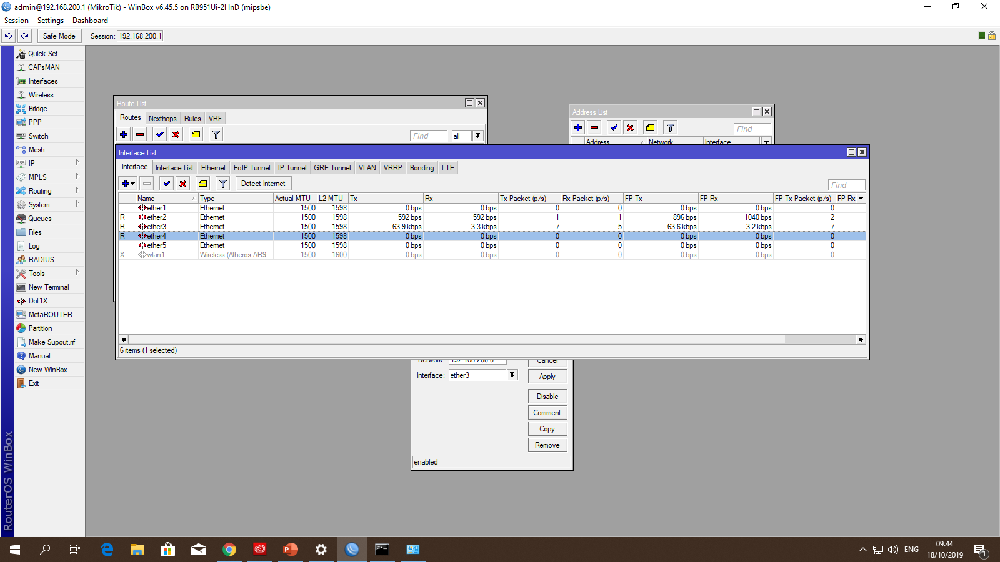 admin@192.168.200.1 (MikroTik) - WinBox v6.45.5 on RB951Ui-2HnD (mipsbe)
Session Settings Dashboard
Safe Mode Session: 192.168.200.1
Quick Set
CAPsMAN
Interfaces
Wireless
Bridge
PPP
Switch
Mesh
IP
MPLS
Routing
System
Queues
Files
Log
RADIUS
Tools
New Terminal
Dot1X
MetaROUTER
Partition
Make Supout.rif
Manual
New WinBox
Exit
RouterOS WinBox
Route List
Routes Nexthops Rules VRF
Find all
Address List
Find
Address Network Interface
Interface List
Interface Interface List Ethernet EoIP Tunnel IP Tunnel GRE Tunnel VLAN VRRP Bonding LTE
Detect Internet Find
Name Type Actual MTU L2 MTU Tx Rx Tx Packet (p/s) Rx Packet (p/s) FP Tx FP Rx FP Tx Packet (p/s) FP Rx
ether1 Ethernet 1500 1598 0 bps 0 bps 0 0 0 bps 0 bps 0
R ether2 Ethernet 1500 1598 592 bps 592 bps 1 1 896 bps 1040 bps 2
R ether3 Ethernet 1500 1598 63.9 kbps 3.3 kbps 7 5 63.6 kbps 3.2 kbps 7
R ether4 Ethernet 1500 1598 0 bps 0 bps 0 0 0 bps 0 bps 0
ether5 Ethernet 1500 1598 0 bps 0 bps 0 0 0 bps 0 bps 0
X wlan1 Wireless (Atheros AR9... 1500 1600 0 bps 0 bps 0 0 0 bps 0 bps 0
6 items (1 selected)
Network: 192.168.200.0 Cancel
Interface: ether3 Apply
Disable
Comment
Copy
Remove
enabled
ENG
09.44
18/10/2019
1